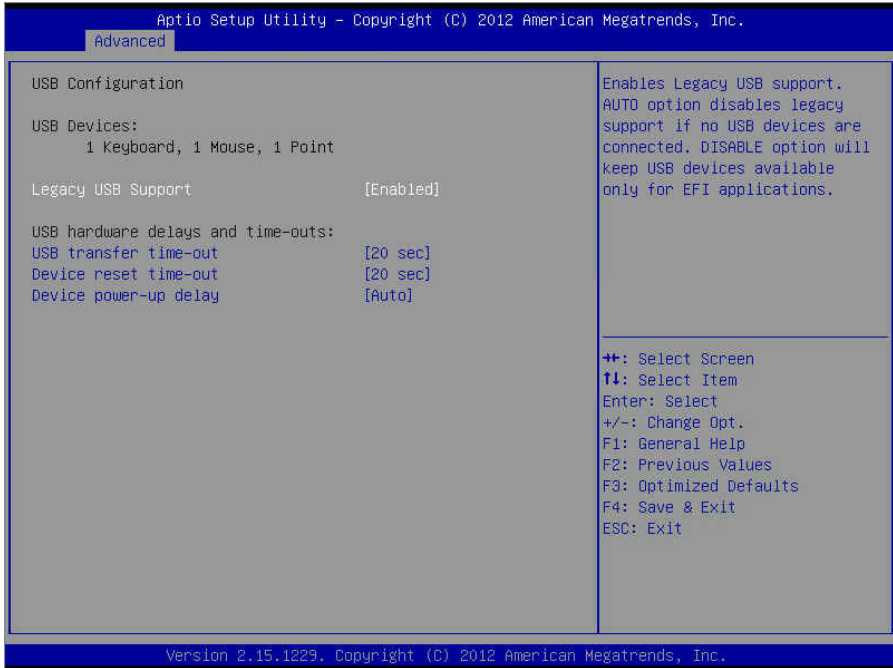 Aptio Setup Utility – Copyright (C) 2012 American Megatrends, Inc.
Advanced
USB Configuration
USB Devices:
1 Keyboard, 1 Mouse, 1 Point
Legacy USB Support [Enabled]
USB hardware delays and time-outs:
USB transfer time-out [20 sec]
Device reset time-out [20 sec]
Device power-up delay [Auto]
Enables Legacy USB support.
AUTO option disables legacy
support if no USB devices are
connected. DISABLE option will
keep USB devices available
only for EFI applications.
→←: Select Screen
↑↓: Select Item
Enter: Select
+/-: Change Opt.
F1: General Help
F2: Previous Values
F3: Optimized Defaults
F4: Save & Exit
ESC: Exit
Version 2.15.1229. Copyright (C) 2012 American Megatrends, Inc.